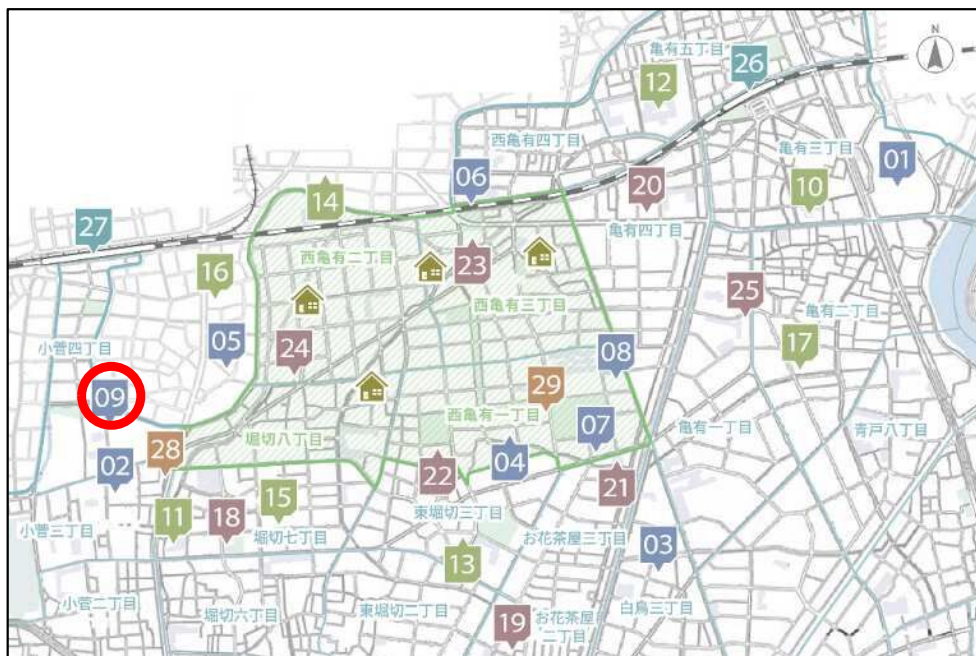 N
亀有五丁目
26
12
西亀有四丁目
亀有三丁目
01
06
20
10
14
27
亀有四丁目
西亀有二丁目
23
16
西亀有三丁目
25
亀有二丁目
小菅四丁目
05
24
08
17
09
29
西亀有一丁目
07
亀有一丁目
青戸八丁目
堀切八丁目
28
02
04
22
21
15
東堀切三丁目
小菅三丁目
11
18
堀切七丁目
お花茶屋三丁目
03
13
小菅二丁目
堀切六丁目
東堀切二丁目
19
お花茶屋
二丁目
白鳥三丁目